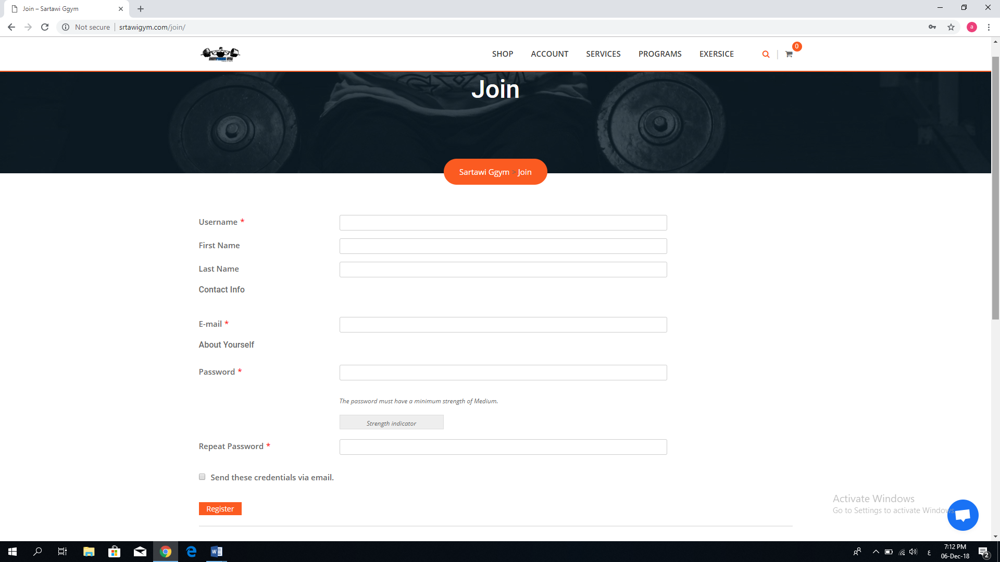 Join – Sartawi Ggym
Not secure | srtawigym.com/join/
a
SHOP ACCOUNT SERVICES PROGRAMS EXERSICE 0
Join
Sartawi Ggym > Join
Username *
First Name
Last Name
Contact Info
E-mail *
About Yourself
Password *
The password must have a minimum strength of Medium.
Strength indicator
Repeat Password *
Send these credentials via email.
Register
Activate Windows
Go to Settings to activate Windows.
ع
7:12 PM
06-Dec-18
2